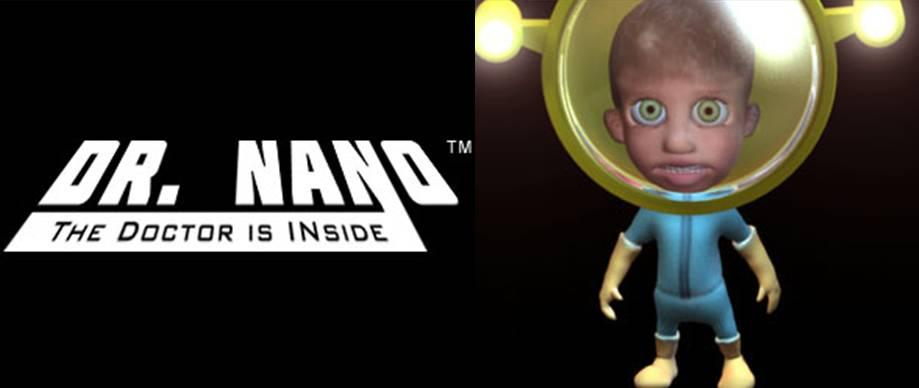 DR. NANO™
THE DOCTOR IS INSIDE